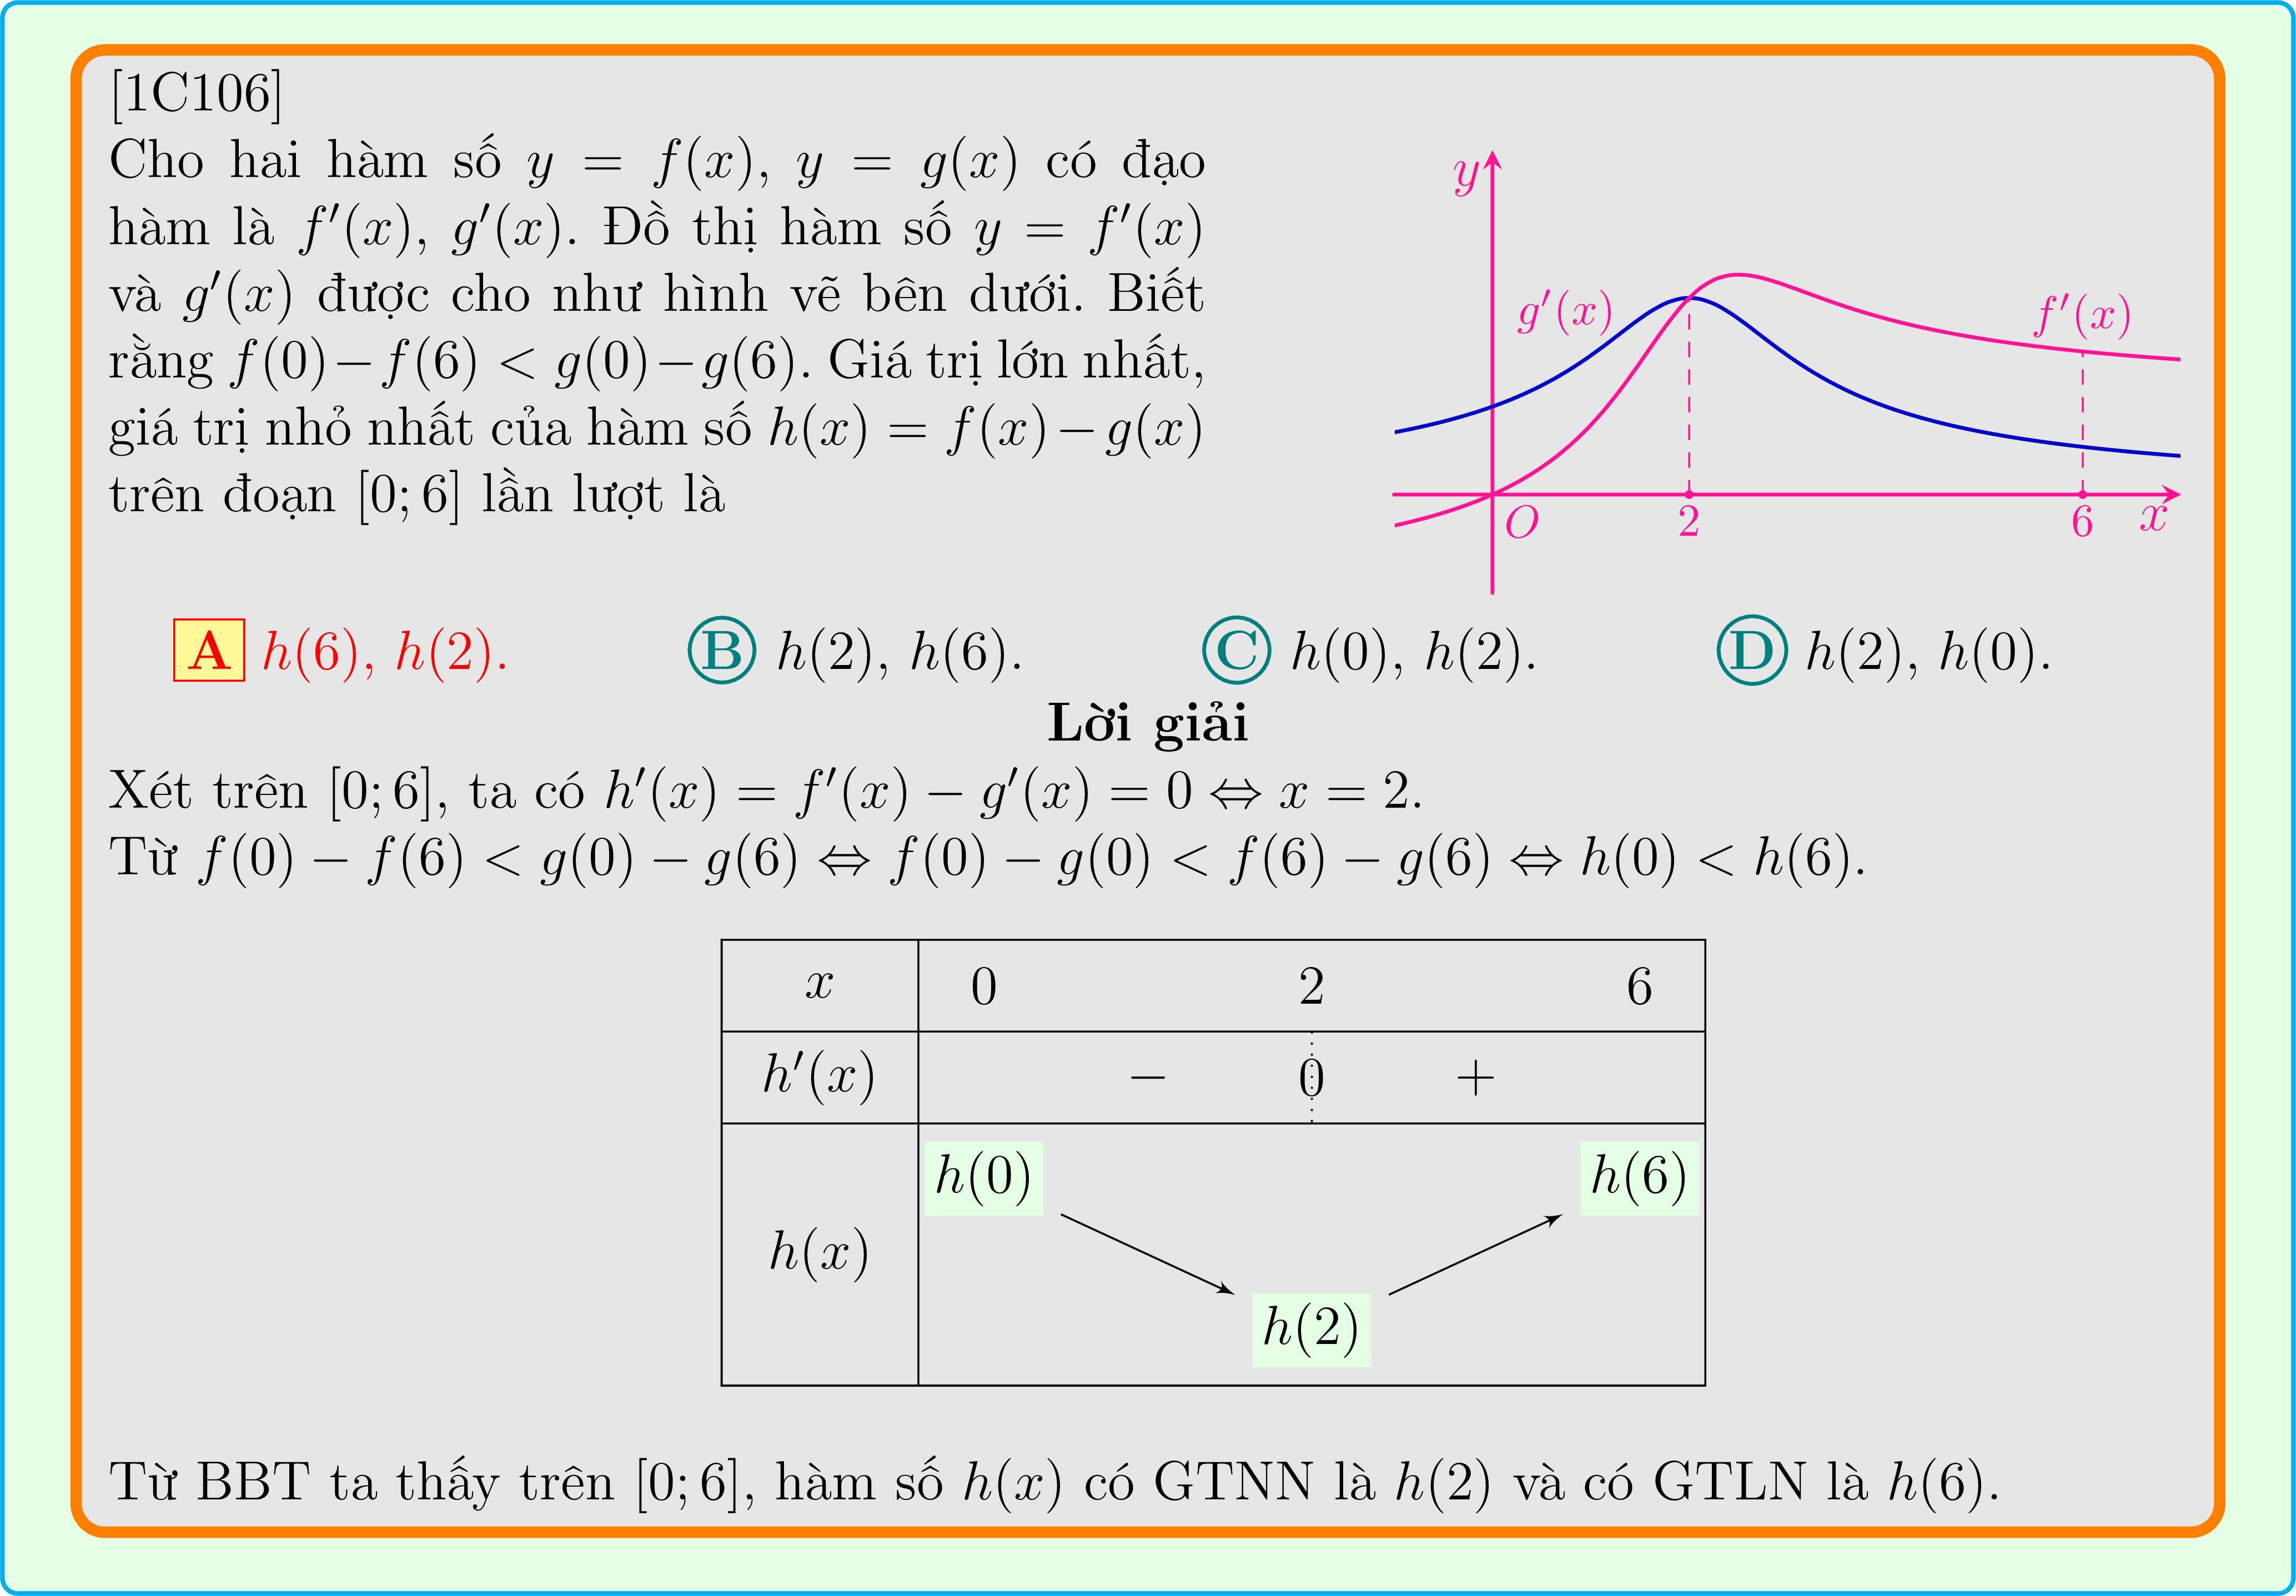 [1C106]
Cho hai hàm số y = f(x), y = g(x) có đạo
hàm là f′(x), g′(x). Đồ thị hàm số y = f′(x)
và g′(x) được cho như hình vẽ bên dưới. Biết
rằng f(0)−f(6) < g(0)−g(6). Giá trị lớn nhất,
giá trị nhỏ nhất của hàm số h(x) = f(x)−g(x)
trên đoạn [0; 6] lần lượt là
y
g′(x)
f′(x)
O
2
6
x
A h(6), h(2).
B h(2), h(6).
C h(0), h(2).
D h(2), h(0).
Lời giải
Xét trên [0; 6], ta có h′(x) = f′(x) − g′(x) = 0 ⇔ x = 2.
Từ f(0) − f(6) < g(0) − g(6) ⇔ f(0) − g(0) < f(6) − g(6) ⇔ h(0) < h(6).
x 0 2 6
h′(x) − 0 +
h(0) h(6)
h(x)
h(2)
Từ BBT ta thấy trên [0; 6], hàm số h(x) có GTNN là h(2) và có GTLN là h(6).